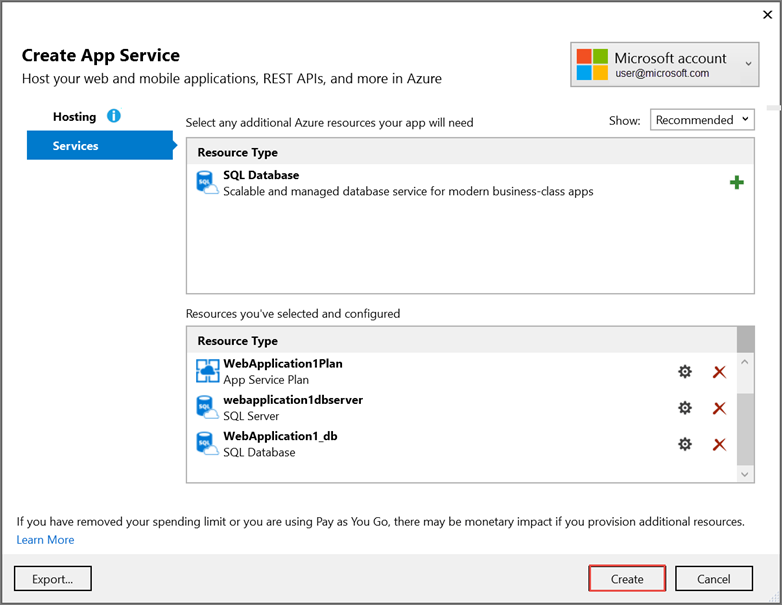 Create App Service
Host your web and mobile applications, REST APIs, and more in Azure
Microsoft account
user@microsoft.com
Hosting
Services
Select any additional Azure resources your app will need
Show: Recommended
Resource Type
SQL
SQL Database
Scalable and managed database service for modern business-class apps
Resources you've selected and configured
Resource Type
WebApplication1Plan
App Service Plan
SQL
webapplication1dbserver
SQL Server
SQL
WebApplication1_db
SQL Database
If you have removed your spending limit or you are using Pay as You Go, there may be monetary impact if you provision additional resources.
Learn More
Export...
Create
Cancel